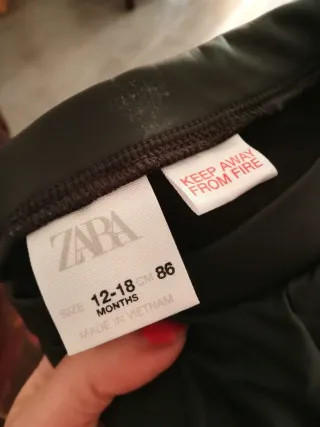 ZARA
SIZE 12-18 CM 86
MONTHS
MADE IN VIETNAM
KEEP AWAY
FROM FIRE